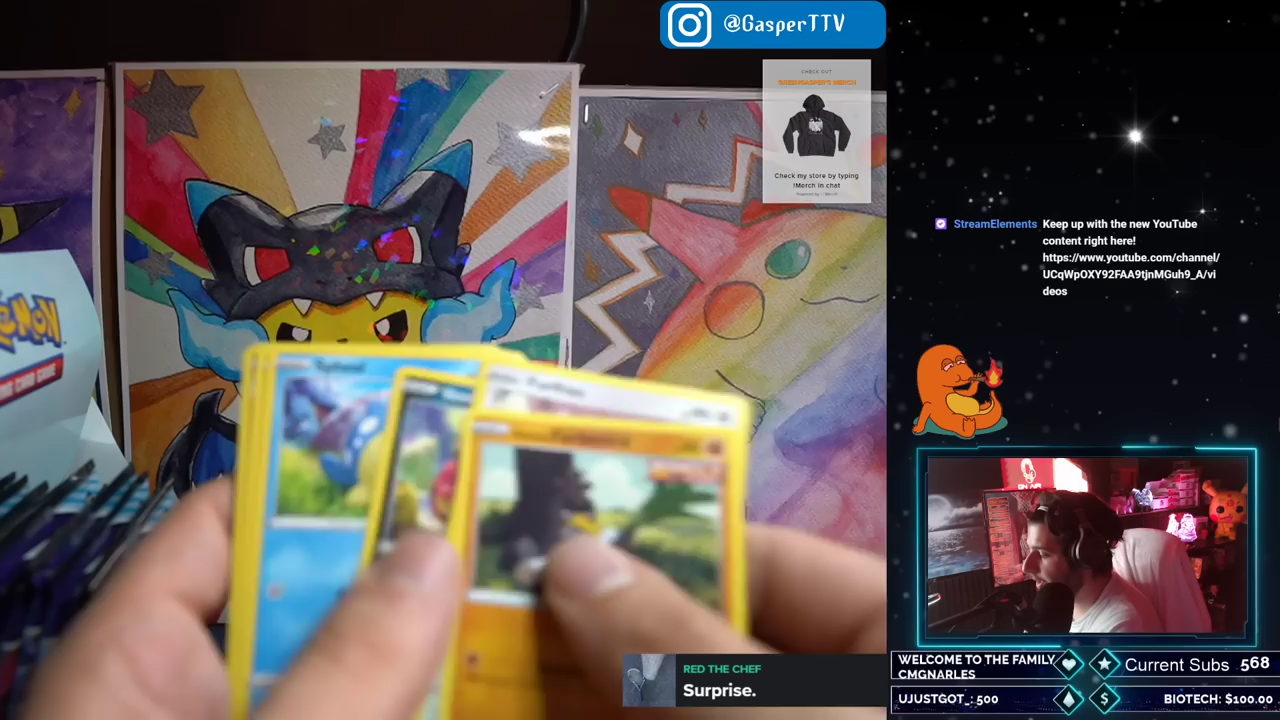 @GasperTTV
CHECK OUT
Check my store by typing
!Merch in chat
StreamElements Keep up with the new YouTube
content right here!
https://www.youtube.com/channel/
UCqWpOXY92FAA9tjnMGuh9_A/vi
deos
ON AIR
RED THE CHEF
Surprise.
WELCOME TO THE FAMILY
CMGNARLES
Current Subs 568
UJUSTGOT_: 500
BIOTECH: $100.00